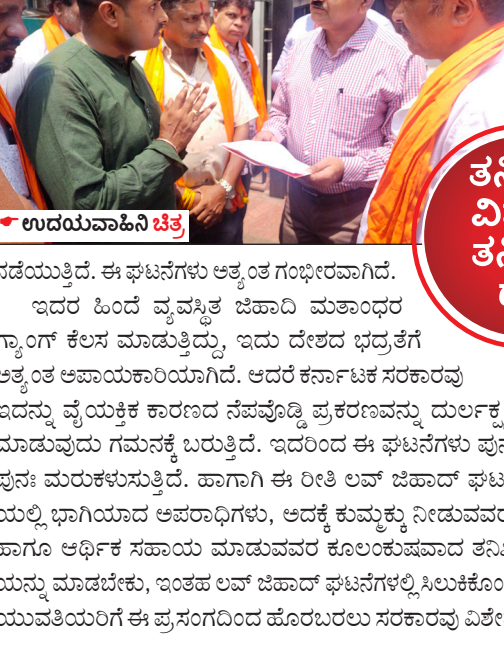 ಉದಯವಾಹಿನಿ ಚಿತ್ರ
ನಡೆಯುತ್ತಿದೆ. ಈ ಘಟನೆಗಳು ಅತ್ಯಂತ ಗಂಭೀರವಾಗಿದೆ.
ಇದರ ಹಿಂದೆ ವ್ಯವಸ್ಥಿತ ಜಿಹಾದಿ ಮತಾಂಧರ
ಗ್ಯಾಂಗ್ ಕೆಲಸ ಮಾಡುತ್ತಿದ್ದು, ಇದು ದೇಶದ ಭದ್ರತೆಗೆ
ಅತ್ಯಂತ ಅಪಾಯಕಾರಿಯಾಗಿದೆ. ಆದರೆ ಕರ್ನಾಟಕ ಸರಕಾರವು
ಇದನ್ನು ವೈಯಕ್ತಿಕ ಕಾರಣದ ನೆಪವೊಡ್ಡಿ ಪ್ರಕರಣವನ್ನು
ಮಾಡುವುದು ಗಮನಕ್ಕೆ ಬರುತ್ತಿದೆ. ಇದರಿಂದ ಈ ಘಟನೆಗಳು
ಪುನಃ ಮರುಕಳುಸುತ್ತಿದೆ. ಹಾಗಾಗಿ ಈ ರೀತಿ ಲವ್ ಜಿಹಾದ್
ಯಲ್ಲಿ ಭಾಗಿಯಾದ ಅಪರಾಧಿಗಳು, ಅದಕ್ಕೆ ಕುಮ್ಮಕ್ಕು
ಹಾಗೂ ಆರ್ಥಿಕ ಸಹಾಯ ಮಾಡುವವರ ಕೂಲಂಕುಷವಾದ
ಯನ್ನು ಮಾಡಬೇಕು, ಇಂತಹ ಲವ್ ಜಿಹಾದ್ ಘಟನೆಗಳಲ್ಲಿ
ಯುವತಿಯರಿಗೆ ಈ ಪ್ರಸಂಗದಿಂದ ಹೊರಬರಲು ಸರಕಾರವು